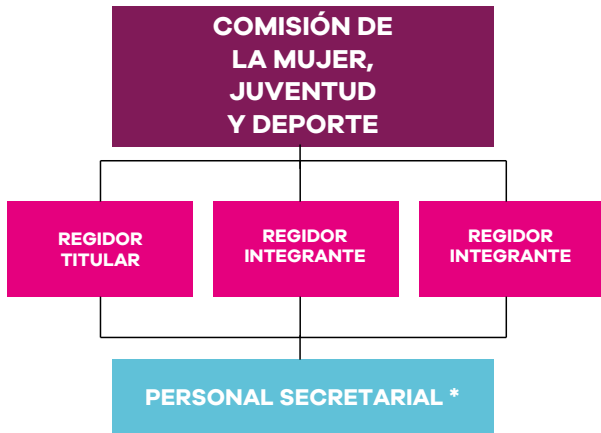 COMISIÓN DE
LA MUJER,
JUVENTUD
Y DEPORTE
REGIDOR
TITULAR
REGIDOR
INTEGRANTE
REGIDOR
INTEGRANTE
PERSONAL SECRETARIAL *